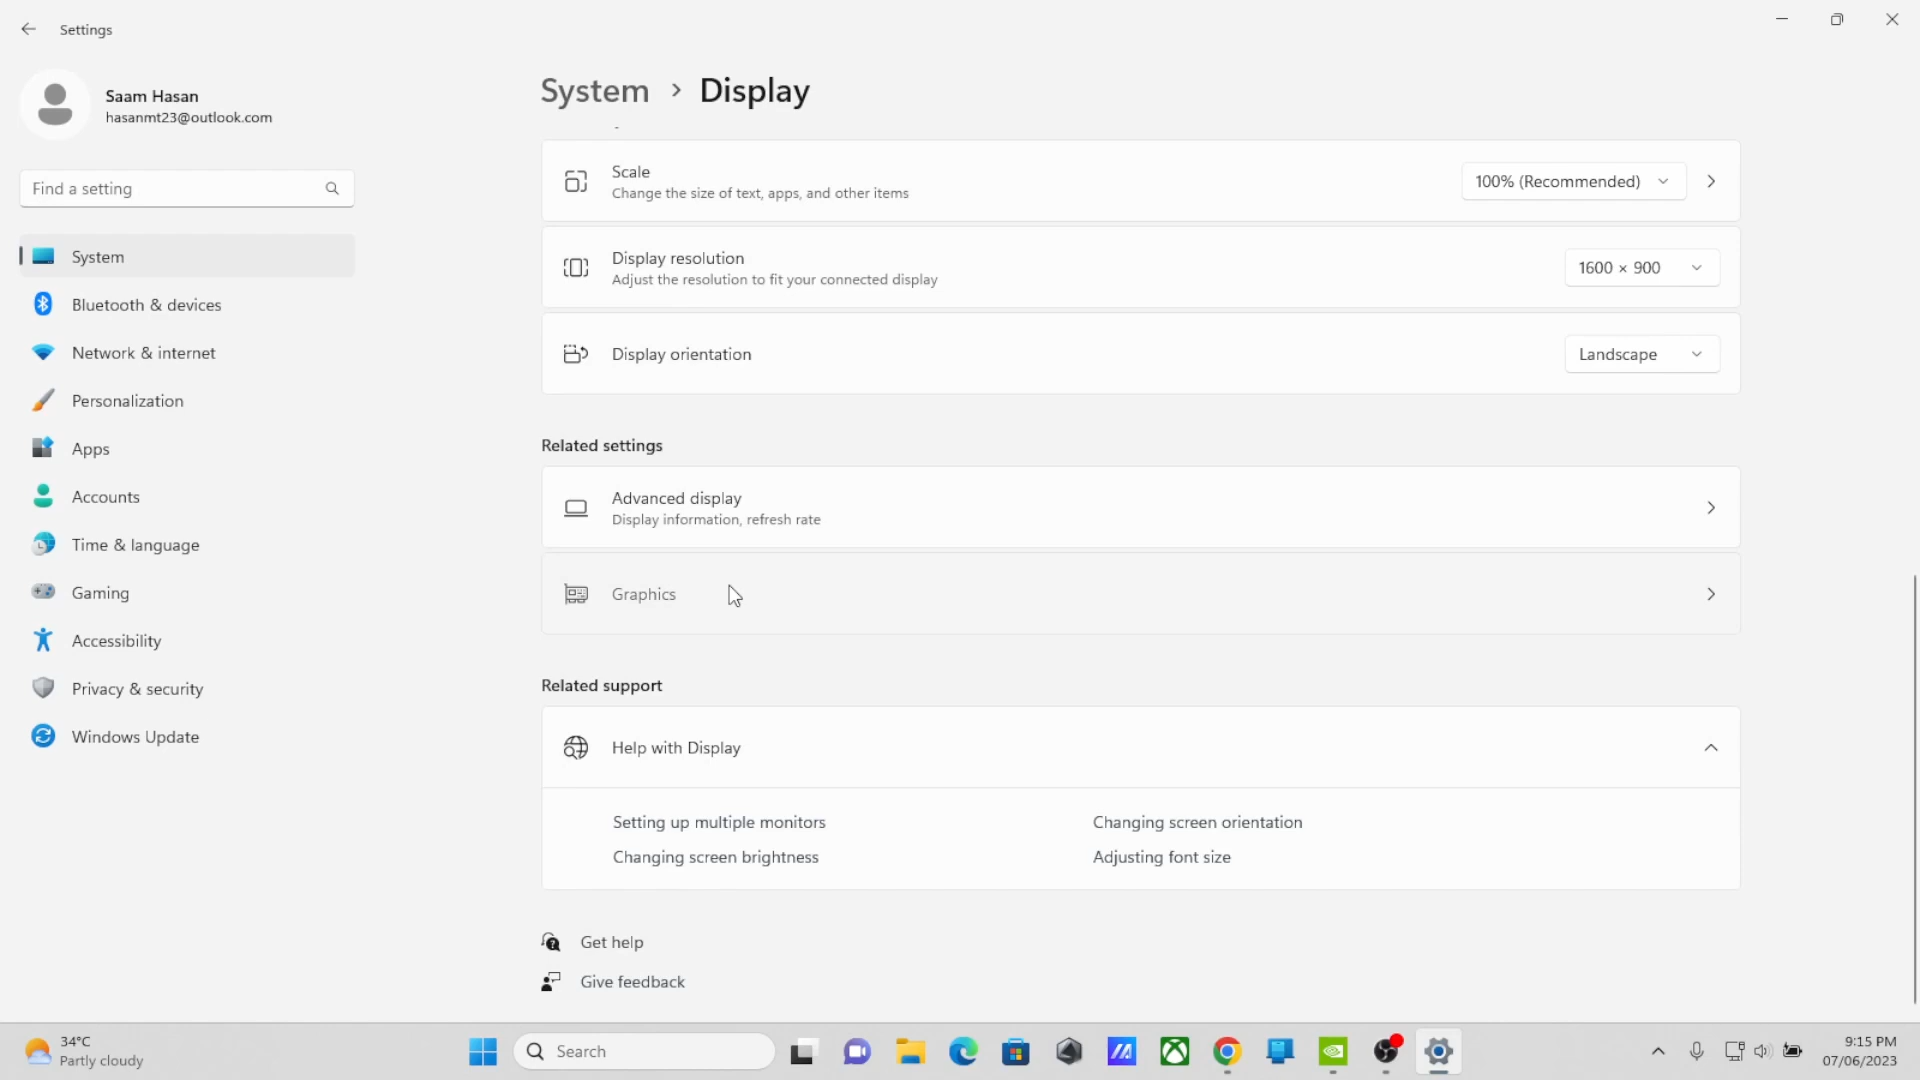 Settings
Saam Hasan
hasanmt23@outlook.com
Find a setting
System
Bluetooth & devices
Network & internet
Personalization
Apps
Accounts
Time & language
Gaming
Accessibility
Privacy & security
Windows Update
System > Display
Scale
Change the size of text, apps, and other items
100% (Recommended)
Display resolution
Adjust the resolution to fit your connected display
1600 × 900
Display orientation
Landscape
Related settings
Advanced display
Display information, refresh rate
Graphics
Related support
Help with Display
Setting up multiple monitors
Changing screen orientation
Changing screen brightness
Adjusting font size
Get help
Give feedback
34°C
Partly cloudy
Search
9:15 PM
07/06/2023